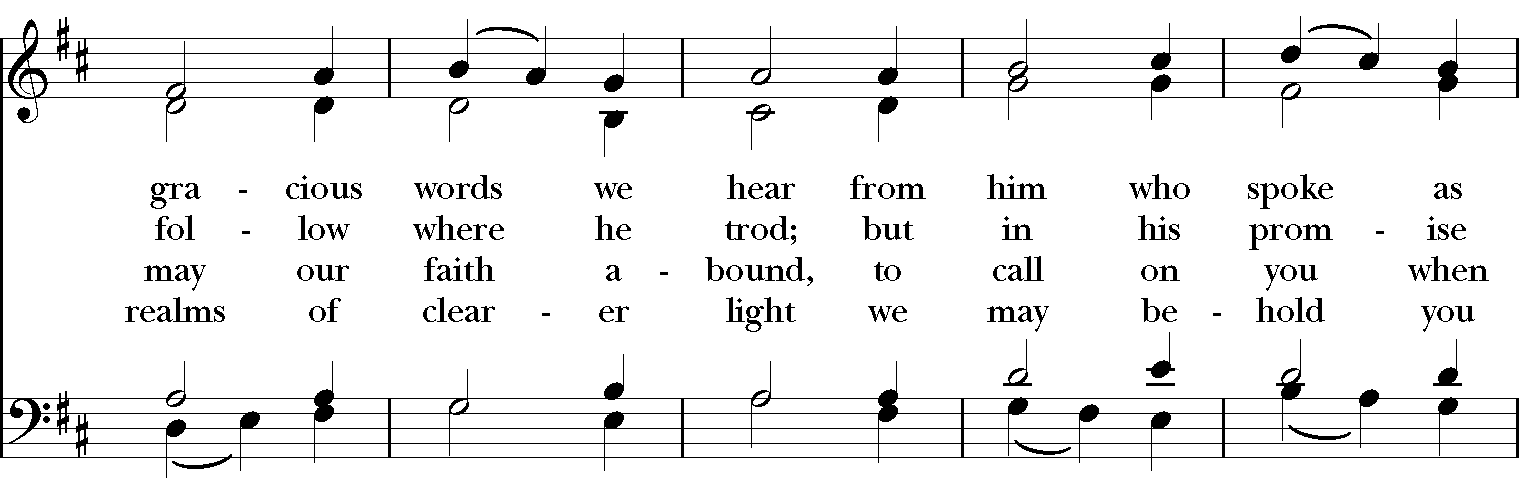 gra - cious words we hear from him who spoke as
fol - low where he trod; but in his prom - ise
may our faith a - bound, to call on you when
realms of clear - er light we may be - hold you